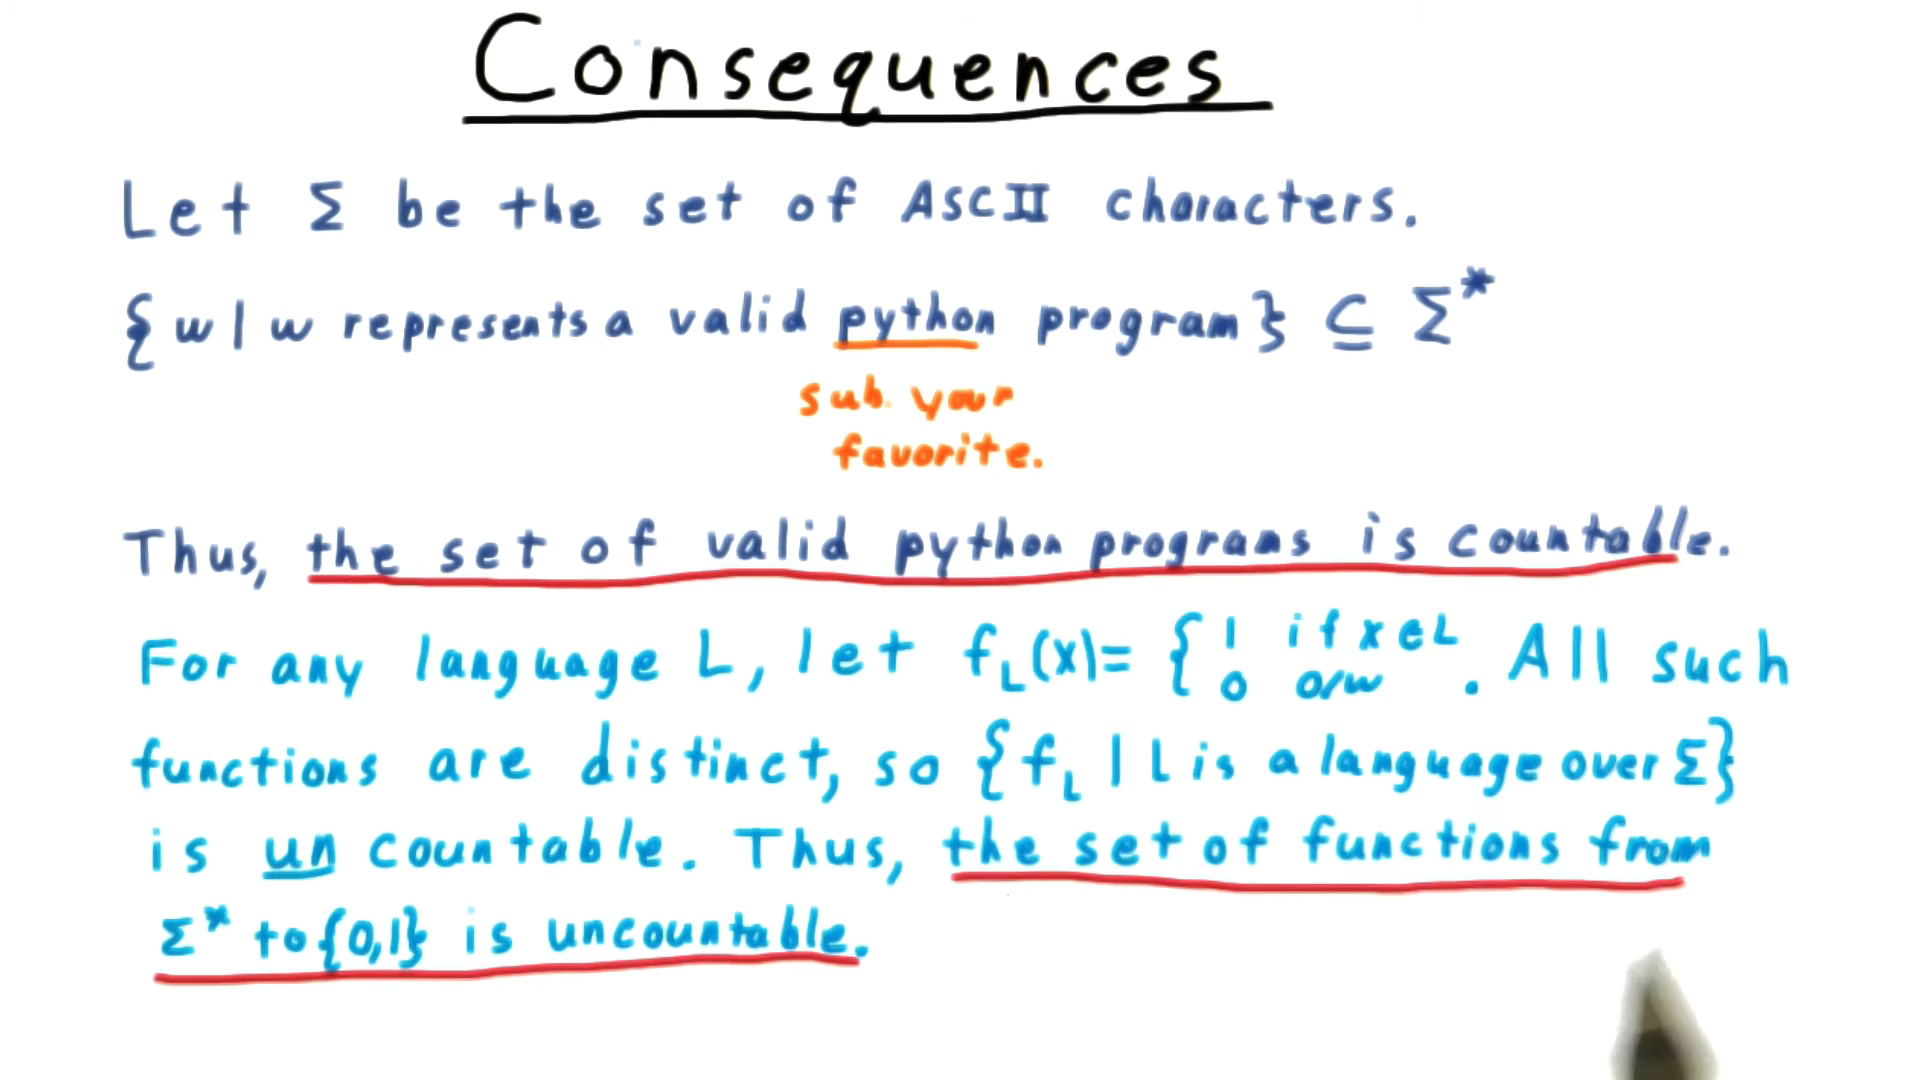 Consequences
Let Σ be the set of ASCII characters.
{w | w represents a valid python program} ⊆ Σ*
sub your
favorite.
Thus, the set of valid python programs is countable.
For any language L, let f_L(x) = { 1 if x ∈ L
0 o/w . All such
functions are distinct, so {f_L | L is a language over Σ}
is uncountable. Thus, the set of functions from
Σ* to {0,1} is uncountable.